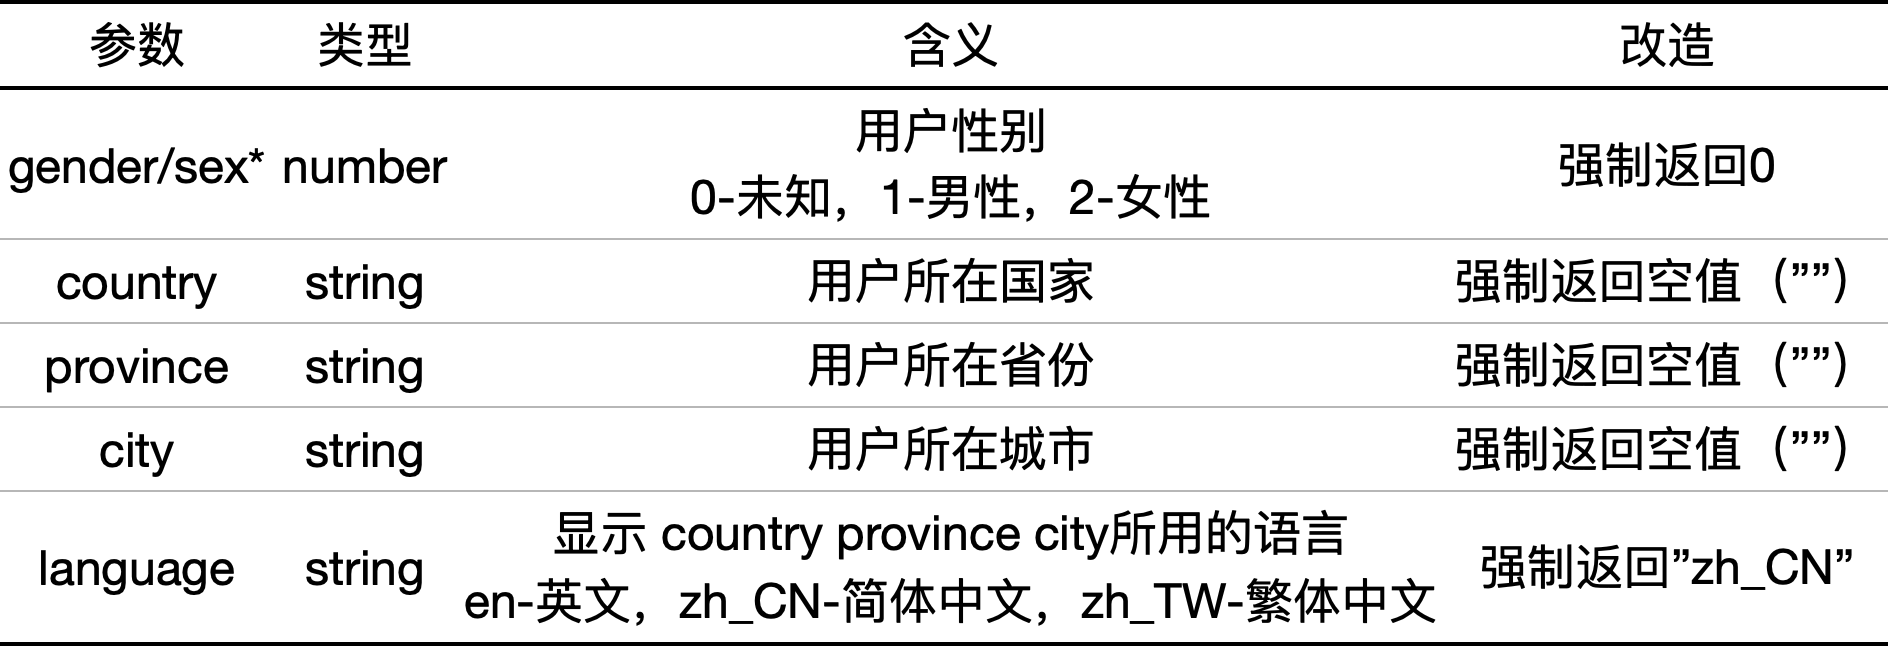 参数 类型 含义 改造
gender/sex* number 用户性别 强制返回0
0-未知，1-男性，2-女性
country string 用户所在国家 强制返回空值（””）
province string 用户所在省份 强制返回空值（””）
city string 用户所在城市 强制返回空值（””）
language string 显示 country province city所用的语言 强制返回”zh_CN”
en-英文，zh_CN-简体中文，zh_TW-繁体中文